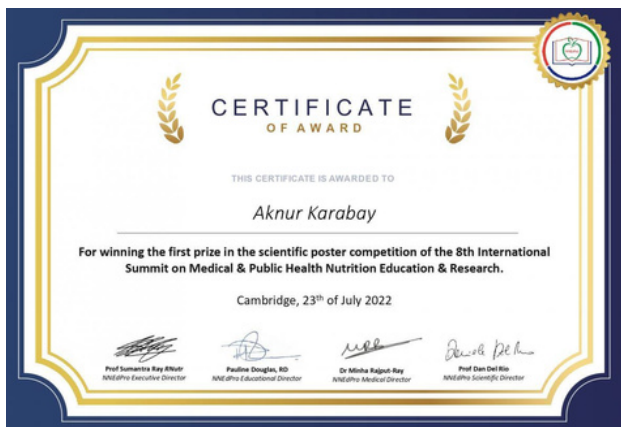 CERTIFICATE
OF AWARD
THIS CERTIFICATE IS AWARDED TO
Aknur Karabay
For winning the first prize in the scientific poster competition of the 8th International
Summit on Medical & Public Health Nutrition Education & Research.
Cambridge, 23th of July 2022
Prof Sumantra Ray RNutr
NNEdPro Executive Director
Pauline Douglas, RD
NNEdPro Educational Director
Dr Minha Rajput-Ray
NNEdPro Medical Director
Prof Dan Del Rio
NNEdPro Scientific Director